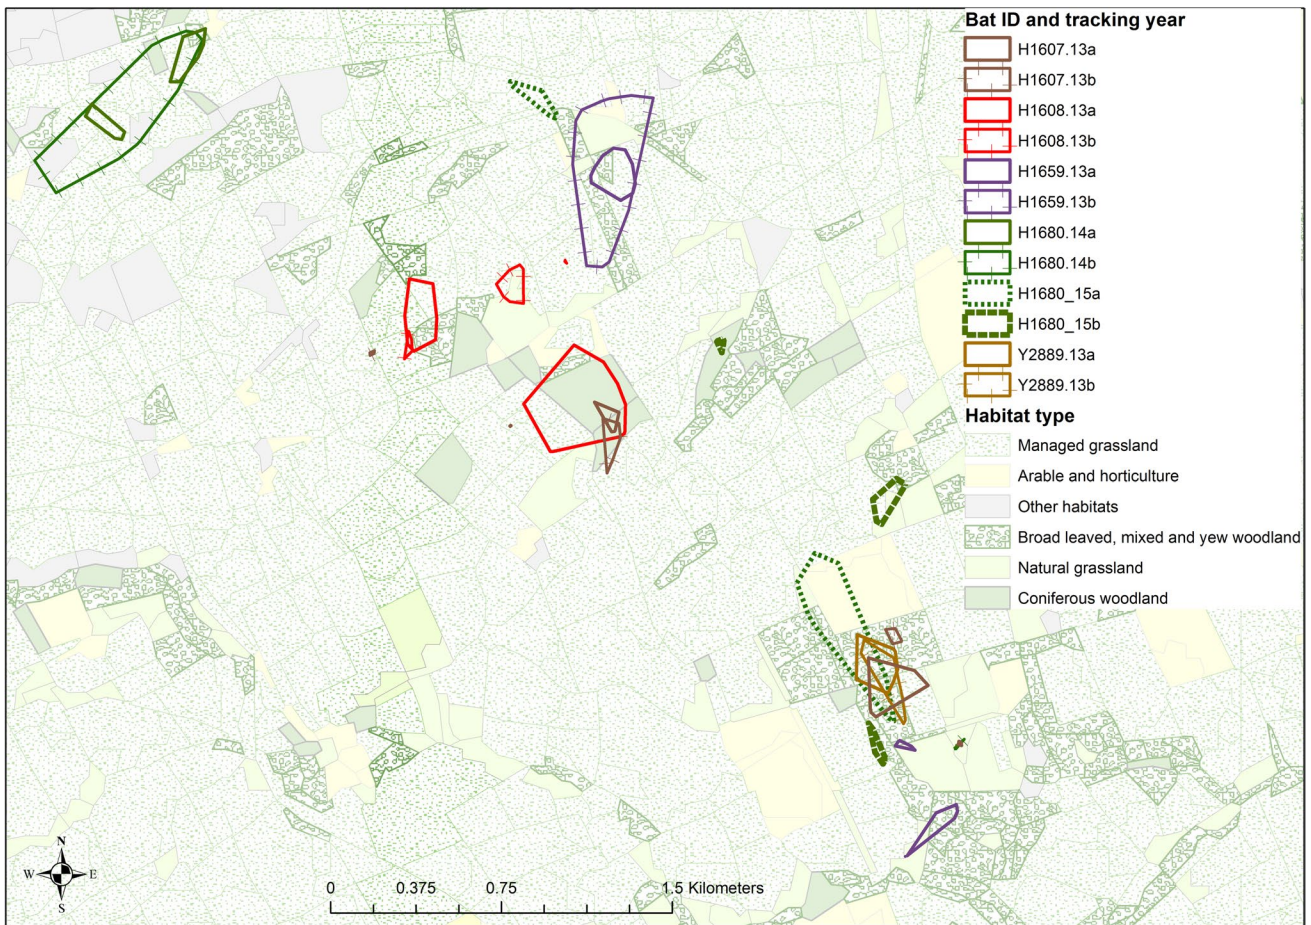 Bat ID and tracking year
H1607.13a
H1607.13b
H1608.13a
H1608.13b
H1659.13a
H1659.13b
H1680.14a
H1680.14b
H1680_15a
H1680_15b
Y2889.13a
Y2889.13b
Habitat type
Managed grassland
Arable and horticulture
Other habitats
Broad leaved, mixed and yew woodland
Natural grassland
Coniferous woodland
N
W E
S
0 0.375 0.75 1.5 Kilometers